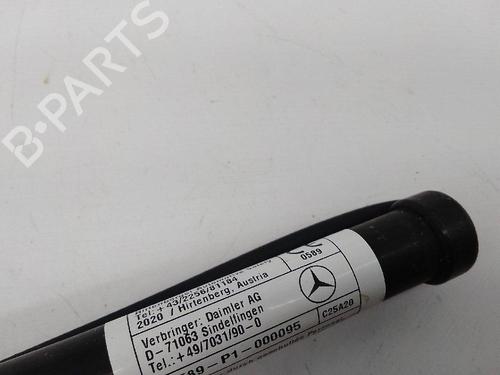 B-PARTS
Tel.:+43/2256/81184
2020 / Hirtenberg, Austria
Verbringer: Daimler AG
D-71063 Sindelfingen
Tel.:+49/7031/90-0
589-P1-000095
0589
C25A20